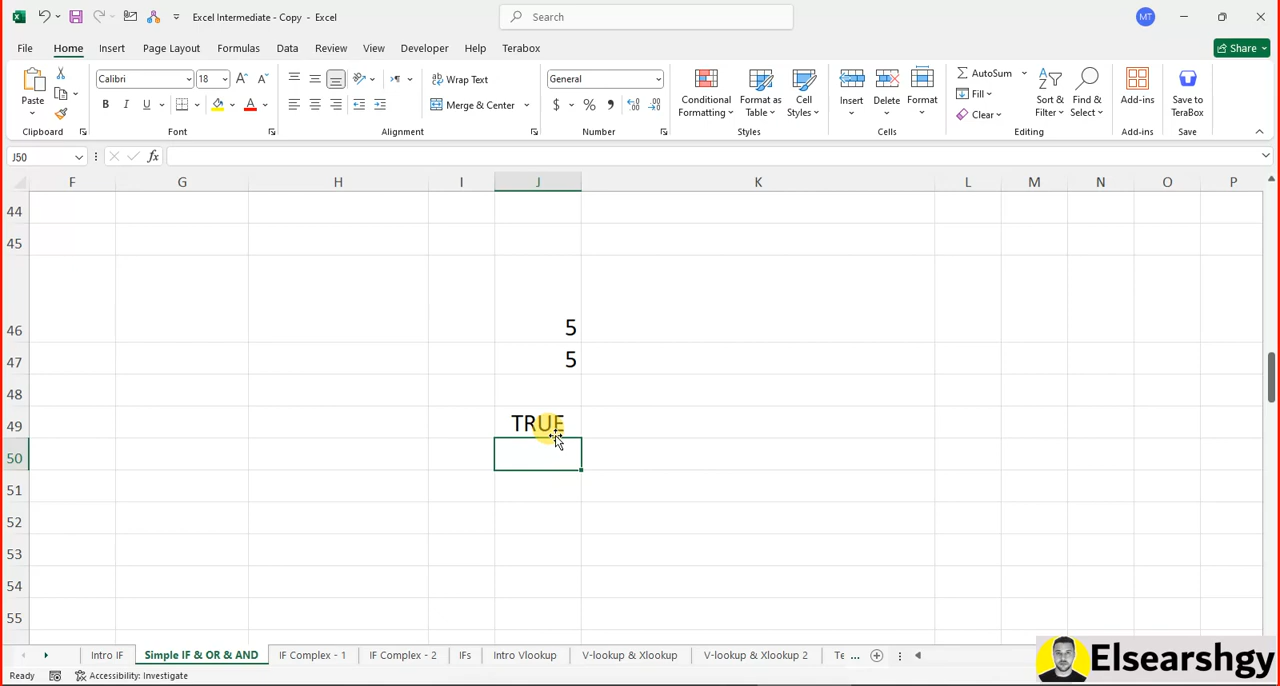 Excel Intermediate - Copy - Excel
Search
MT
File Home Insert Page Layout Formulas Data Review View Developer Help Terabox
Share
Paste
Clipboard
Calibri 18
B I U
Font
Wrap Text
Merge & Center
Alignment
General
$ %
Number
Conditional Formatting
Format as Table
Cell Styles
Styles
Insert Delete Format
Cells
AutoSum
Fill
Clear
Sort & Filter
Find & Select
Editing
Add-ins
Add-ins
Save to TeraBox
Save
J50 fx
F G H I J K L M N O P
44
45
46 5
47 5
48
49 TRUE
50
51
52
53
54
55
Intro IF Simple IF & OR & AND IF Complex - 1 IF Complex - 2 IFs Intro Vlookup V-lookup & Xlookup V-lookup & Xlookup 2 Te ...
Ready Accessibility: Investigate
Elsearshgy